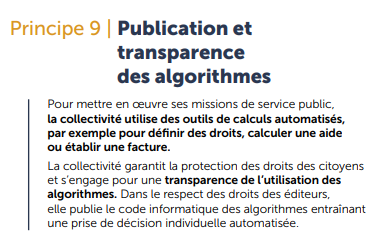 Principe 9 | Publication et
transparence
des algorithmes
Pour mettre en œuvre ses missions de service public,
la collectivité utilise des outils de calculs automatisés,
par exemple pour définir des droits, calculer une aide
ou établir une facture.
La collectivité garantit la protection des droits des citoyens
et s’engage pour une transparence de l’utilisation des
algorithmes. Dans le respect des droits des éditeurs,
elle publie le code informatique des algorithmes entraînant
une prise de décision individuelle automatisée.